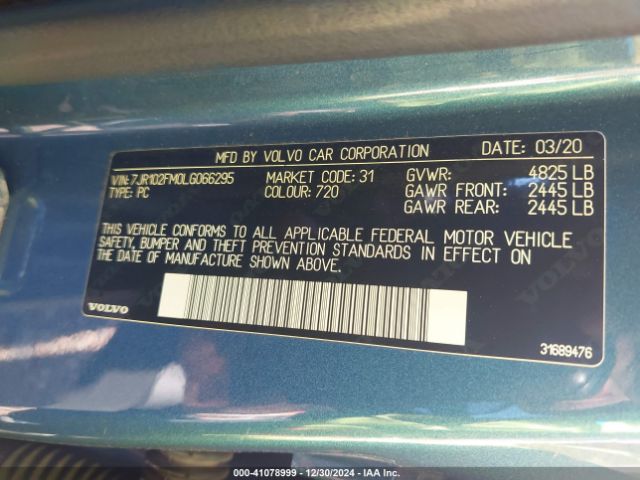 MFD BY VOLVO CAR CORPORATION DATE: 03/20
VIN: 7JR102FM0LG066295 MARKET CODE: 31 GVWR: 4825 LB
TYPE: PC COLOUR: 720 GAWR FRONT: 2445 LB
GAWR REAR: 2445 LB
THIS VEHICLE CONFORMS TO ALL APPLICABLE FEDERAL MOTOR VEHICLE
SAFETY, BUMPER AND THEFT PREVENTION STANDARDS IN EFFECT ON
THE DATE OF MANUFACTURE SHOWN ABOVE.
VOLVO
31689476
000-41078999 | 12/30/2024 | IAA Inc.